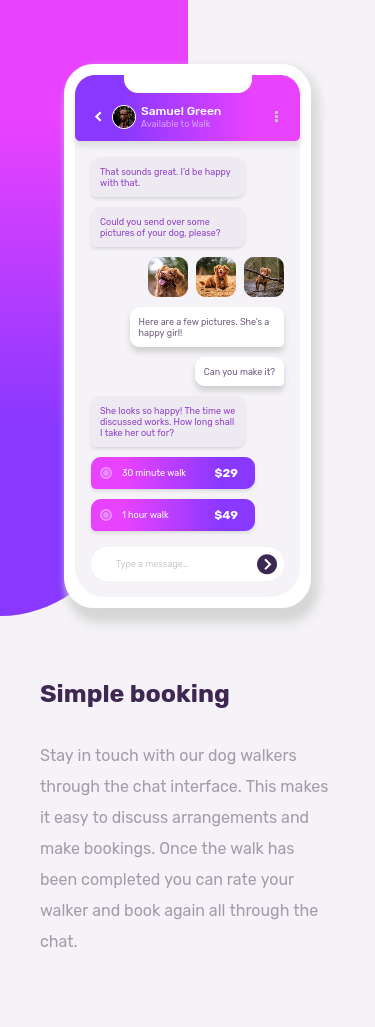 Samuel Green
Available to Walk
That sounds great. I'd be happy
with that.
Could you send over some
pictures of your dog, please?
Here are a few pictures. She's a
happy girl!
Can you make it?
She looks so happy! The time we
discussed works. How long shall
I take her out for?
30 minute walk $29
1 hour walk $49
Type a message…
Simple booking
Stay in touch with our dog walkers
through the chat interface. This makes
it easy to discuss arrangements and
make bookings. Once the walk has
been completed you can rate your
walker and book again all through the
chat.